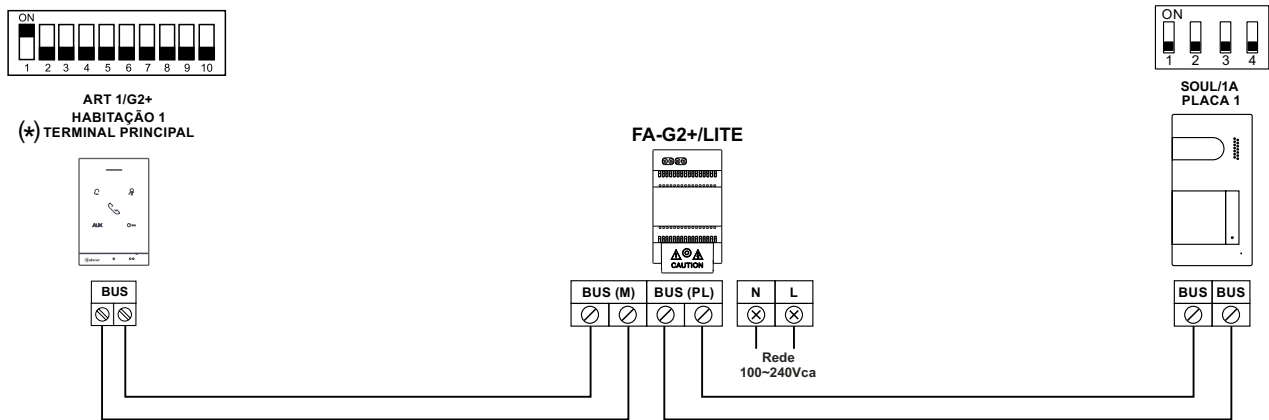 ON
1 2 3 4 5 6 7 8 9 10
ART 1/G2+
HABITAÇÃO 1
(*) TERMINAL PRINCIPAL
AUX
BUS
FA-G2+/LITE
CAUTION
BUS (M) BUS (PL) N L
Rede
100~240Vca
ON
1 2 3 4
SOUL/1A
PLACA 1
BUS BUS